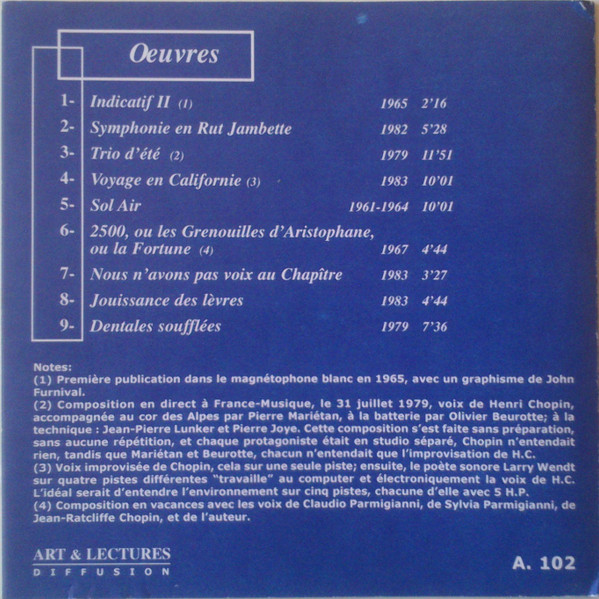 Oeuvres
1- Indicatif II (1) 1965 2’16
2- Symphonie en Rut Jambette 1982 5’28
3- Trio d’été (2) 1979 11’51
4- Voyage en Californie (3) 1983 10’01
5- Sol Air 1961-1964 10’01
6- 2500, ou les Grenouilles d’Aristophane,
ou la Fortune (4) 1967 4’44
7- Nous n’avons pas voix au Chapître 1983 3’27
8- Jouissance des lèvres 1983 4’44
9- Dentales soufflées 1979 7’36
Notes:
(1) Première publication dans le magnétophone blanc en 1965, avec un graphisme de John
Furnival.
(2) Composition en direct à France-Musique, le 31 juillet 1979, voix de Henri Chopin,
accompagnée au cor des Alpes par Pierre Mariétan, à la batterie par Olivier Beurotte; à la
technique : Jean-Pierre Lunker et Pierre Joye. Cette composition s’est faite sans préparation,
sans aucune répétition, et chaque protagoniste était en studio séparé, Chopin n’entendait
rien, tandis que Mariétan et Beurotte, chacun n’entendait que l’improvisation de H.C.
(3) Voix improvisée de Chopin, cela sur une seule piste; ensuite, le poète sonore Larry Wendt
sur quatre pistes différentes “travaille” au computer et électroniquement la voix de H.C.
L’idéal serait d’entendre l’environnement sur cinq pistes, chacune d’elle avec 5 H.P.
(4) Composition en vacances avec les voix de Claudio Parmigianni, de Sylvia Parmigianni, de
Jean-Ratcliffe Chopin, et de l’auteur.
ART & LECTURES
DIFFUSION
A. 102